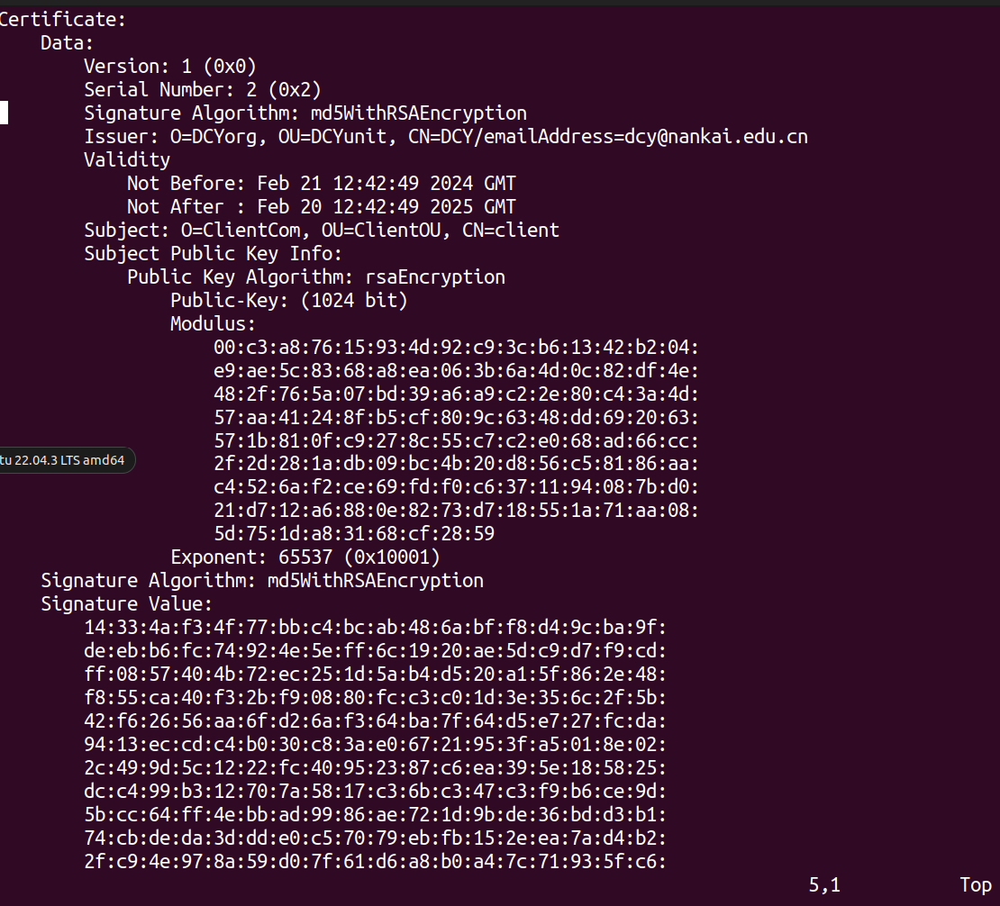 Certificate:
Data:
Version: 1 (0x0)
Serial Number: 2 (0x2)
Signature Algorithm: md5WithRSAEncryption
Issuer: O=DCYorg, OU=DCYunit, CN=DCY/emailAddress=dcy@nankai.edu.cn
Validity
Not Before: Feb 21 12:42:49 2024 GMT
Not After : Feb 20 12:42:49 2025 GMT
Subject: O=ClientCom, OU=ClientOU, CN=client
Subject Public Key Info:
Public Key Algorithm: rsaEncryption
Public-Key: (1024 bit)
Modulus:
00:c3:a8:76:15:93:4d:92:c9:3c:b6:13:42:b2:04:
e9:ae:5c:83:68:a8:ea:06:3b:6a:4d:0c:82:df:4e:
48:2f:76:5a:07:bd:39:a6:a9:c2:2e:80:c4:3a:4d:
57:aa:41:24:8f:b5:cf:80:9c:63:48:dd:69:20:63:
57:1b:81:0f:c9:27:8c:55:c7:c2:e0:68:ad:66:cc:
tu 22.04.3 LTS amd64
2f:2d:28:1a:db:09:bc:4b:20:d8:56:c5:81:86:aa:
c4:52:6a:f2:ce:69:fd:f0:c6:37:11:94:08:7b:d0:
21:d7:12:a6:88:0e:82:73:d7:18:55:1a:71:aa:08:
5d:75:1d:a8:31:68:cf:28:59
Exponent: 65537 (0x10001)
Signature Algorithm: md5WithRSAEncryption
Signature Value:
14:33:4a:f3:4f:77:bb:c4:bc:ab:48:6a:bf:f8:d4:9c:ba:9f:
de:eb:b6:fc:74:92:4e:5e:ff:6c:19:20:ae:5d:c9:d7:f9:cd:
ff:08:57:40:4b:72:ec:25:1d:5a:b4:d5:20:a1:5f:86:2e:48:
f8:55:ca:40:f3:2b:f9:08:80:fc:c3:c0:1d:3e:35:6c:2f:5b:
42:f6:26:56:aa:6f:d2:6a:f3:64:ba:7f:64:d5:e7:27:fc:da:
94:13:ec:cd:c4:b0:30:c8:3a:e0:67:21:95:3f:a5:01:8e:02:
2c:49:9d:5c:12:22:fc:40:95:23:87:c6:ea:39:5e:18:58:25:
dc:c4:99:b3:12:70:7a:58:17:c3:6b:c3:47:c3:f9:b6:ce:9d:
5b:cc:64:ff:4e:bb:ad:99:86:ae:72:1d:9b:de:36:bd:d3:b1:
74:cb:de:da:3d:dd:e0:c5:70:79:eb:fb:15:2e:ea:7a:d4:b2:
2f:c9:4e:97:8a:59:d0:7f:61:d6:a8:b0:a4:7c:71:93:5f:c6:
5,1 Top